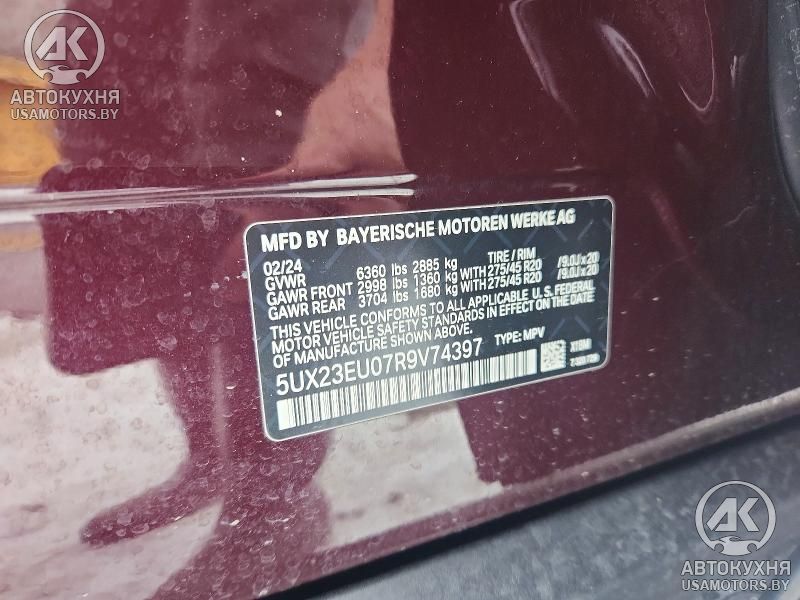 AK
АВТОКУХНЯ
USAMOTORS.BY
MFD BY BAYERISCHE MOTOREN WERKE AG
02/24 TIRE / RIM
GVWR 6360 lbs 2885 kg
GAWR FRONT 2998 lbs 1360 kg WITH 275/45 R20 /9.0J x 20
GAWR REAR 3704 lbs 1680 kg WITH 275/45 R20 /9.0J x 20
THIS VEHICLE CONFORMS TO ALL APPLICABLE U.S. FEDERAL
MOTOR VEHICLE SAFETY STANDARDS IN EFFECT ON THE DATE
OF MANUFACTURE SHOWN ABOVE.
5UX23EU07R9V74397 TYPE: MPV
AK
АВТОКУХНЯ
USAMOTORS.BY